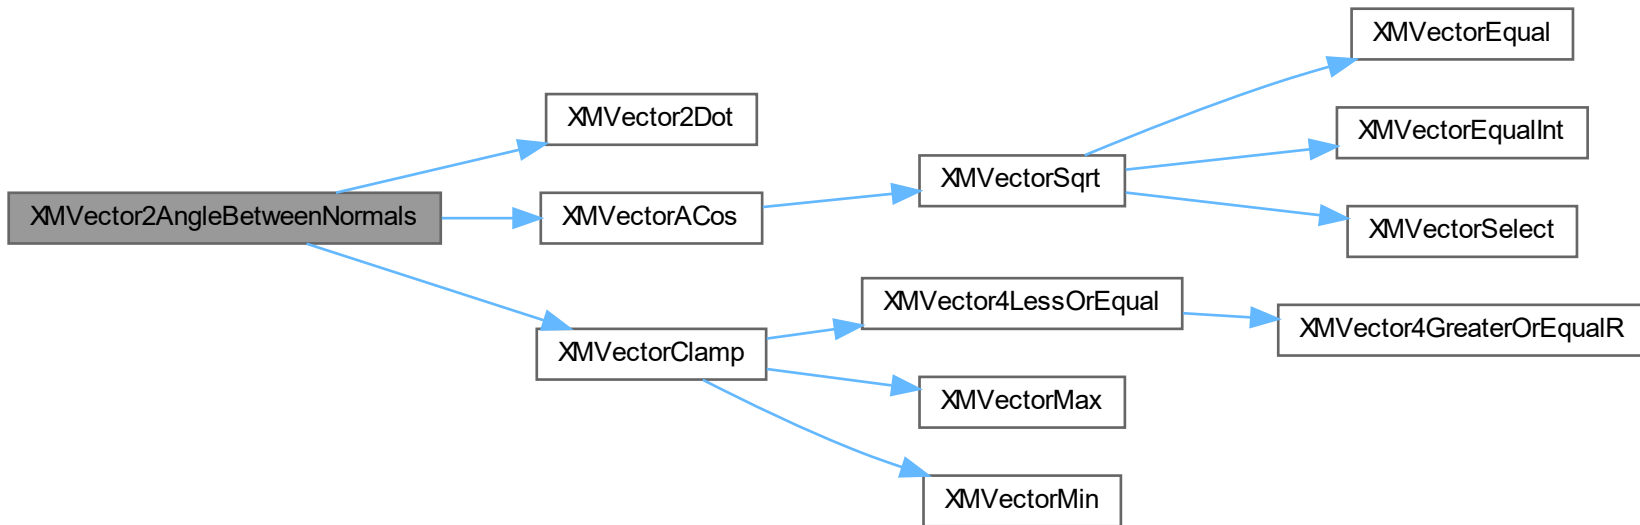 XMVector2AngleBetweenNormals
XMVector2Dot
XMVectorACos
XMVectorClamp
XMVectorSqrt
XMVector4LessOrEqual
XMVectorMax
XMVectorMin
XMVectorEqual
XMVectorEqualInt
XMVectorSelect
XMVector4GreaterOrEqualR